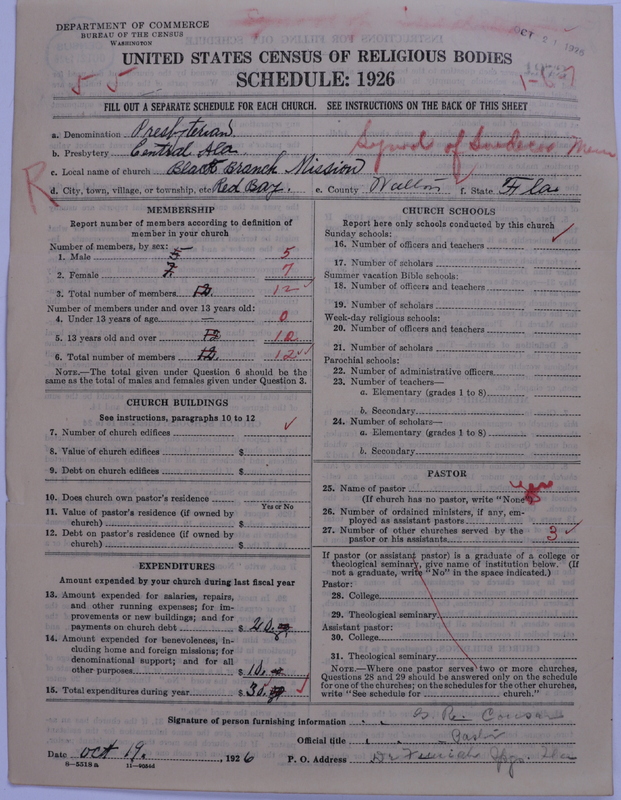 DEPARTMENT OF COMMERCE
BUREAU OF THE CENSUS
WASHINGTON
OCT 21 1926
UNITED STATES CENSUS OF RELIGIOUS BODIES
SCHEDULE: 1926
5 5
FILL OUT A SEPARATE SCHEDULE FOR EACH CHURCH. SEE INSTRUCTIONS ON THE BACK OF THIS SHEET
a. Denomination Presbyterian
b. Presbytery Central Ala
c. Local name of church Black Branch Mission
R
d. City, town, village, or township, etc. Red Bay. e. County Walton f. State Fla
MEMBERSHIP
Report number of members according to definition of
member in your church
Number of members, by sex:
1. Male 5 5
2. Female 7 7
3. Total number of members 12 12
Number of members under and over 13 years old:
4. Under 13 years of age — 0
5. 13 years old and over 12 12
6. Total number of members 12 12
NOTE.—The total given under Question 6 should be
same as the total of males and females given under Question 3.
CHURCH BUILDINGS
See instructions, paragraphs 10 to 12
7. Number of church edifices
8. Value of church edifices $
9. Debt on church edifices $
10. Does church own pastor's residence
Yes or No
11. Value of pastor's residence (if owned by
church) $
12. Debt on pastor's residence (if owned by
church) $
EXPENDITURES
Amount expended by your church during last fiscal year
13. Amount expended for salaries, repairs,
and other running expenses; for im-
provements or new buildings; and for
payments on church debt $ 20.
14. Amount expended for benevolences, in-
cluding home and foreign missions; for
denominational support; and for all
other purposes $ 10.
15. Total expenditures during year $ 30.
CHURCH SCHOOLS
Report here only schools conducted by this church
Sunday schools:
16. Number of officers and teachers
17. Number of scholars
Summer vacation Bible schools:
18. Number of officers and teachers
19. Number of scholars
Week-day religious schools:
20. Number of officers and teachers
21. Number of scholars
Parochial schools:
22. Number of administrative officers
23. Number of teachers—
a. Elementary (grades 1 to 8)
b. Secondary
24. Number of scholars—
a. Elementary (grades 1 to 8)
b. Secondary
PASTOR
25. Name of pastor yes
(If church has no pastor, write "None")
26. Number of ordained ministers, if any, em-
ployed as assistant pastors
27. Number of other churches served by the
pastor or his assistants 3
If pastor (or assistant pastor) is a graduate of a college or
theological seminary, give name of institution below. (If
not a graduate, write "No" in the space indicated.)
Pastor:
28. College
29. Theological seminary
Assistant pastor:
30. College
31. Theological seminary
NOTE.—Where one pastor serves two or more churches,
Questions 28 and 29 should be answered only on the schedule
for one of the churches; on the schedules for the other churches,
write "See schedule for church."
Signature of person furnishing information
Official title Pastor
Date Oct 19, 1926 P. O. Address De Funiak Spgs. Fla
8-5518a